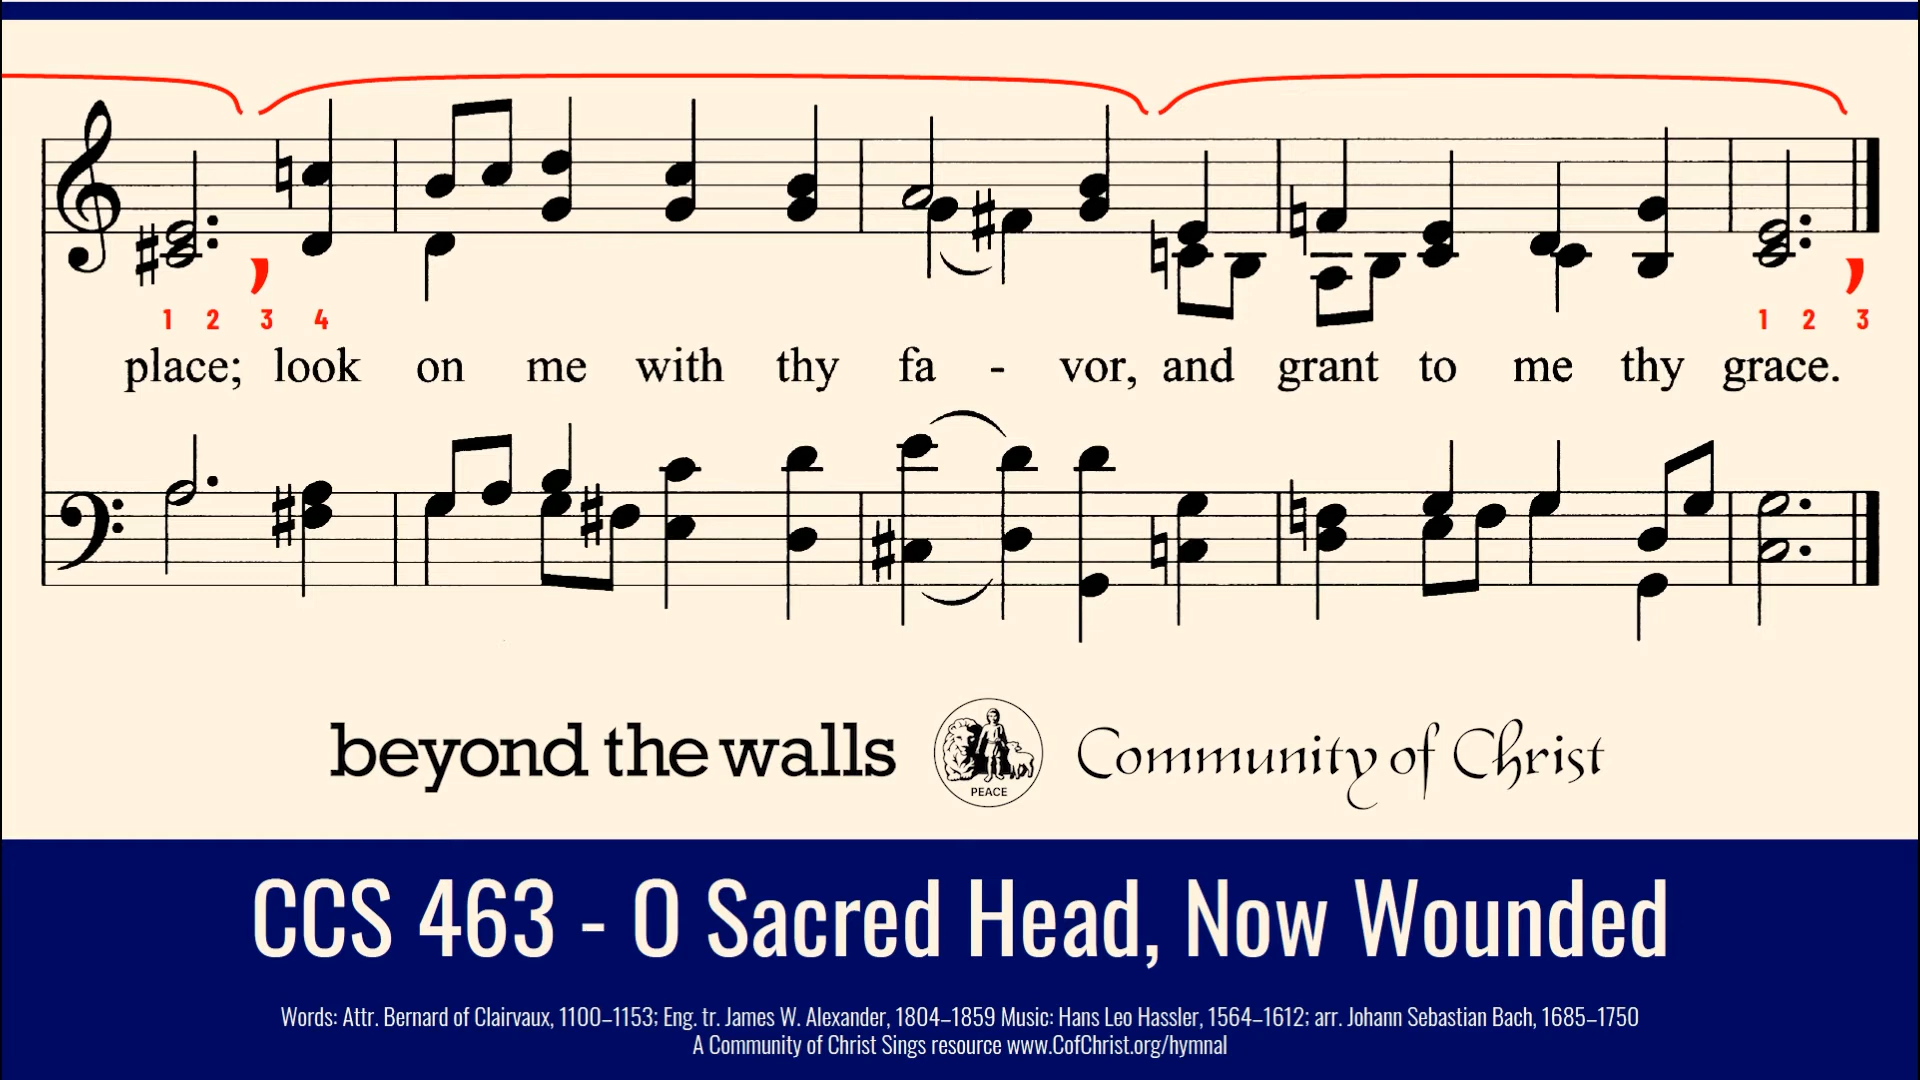 1 2 3 4 1 2 3
place; look on me with thy fa - vor, and grant to me thy grace.
beyond the walls PEACE Community of Christ
CCS 463 - O Sacred Head, Now Wounded
Words: Attr. Bernard of Clairvaux, 1100–1153; Eng. tr. James W. Alexander, 1804–1859 Music: Hans Leo Hassler, 1564–1612; arr. Johann Sebastian Bach, 1685–1750
A Community of Christ Sings resource www.CofChrist.org/hymnal